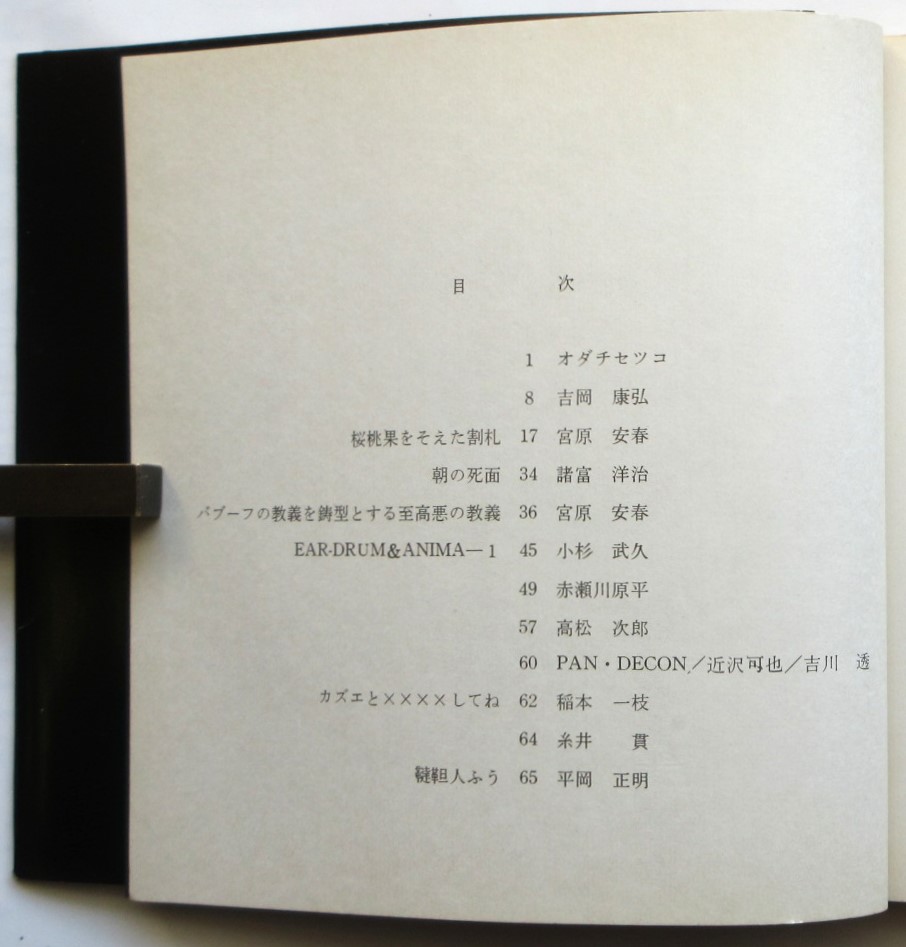 目　次
1 オダチセツコ
8 吉岡　康弘
桜桃果をそえた割札 17 宮原　安春
朝の死面 34 諸富　洋治
バブーフの教義を鋳型とする至高悪の教義 36 宮原　安春
EAR-DRUM&ANIMA—1 45 小杉　武久
49 赤瀬川原平
57 高松　次郎
60 PAN・DECON／近沢可也／吉川　透
カズエと××××してね 62 稲本　一枝
64 糸井　貫
韃靼人ふう 65 平岡　正明